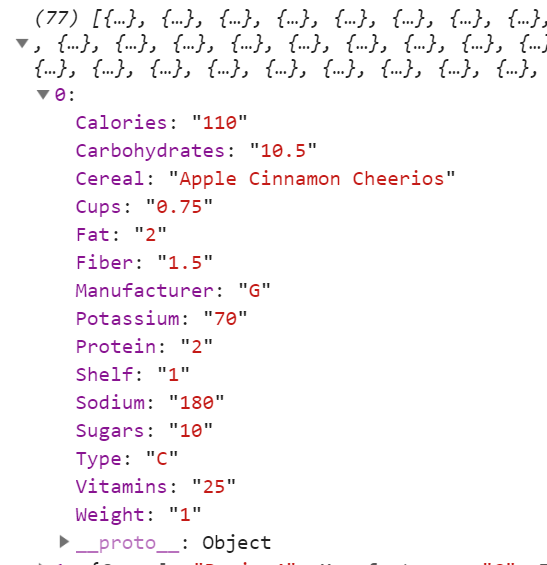 (77) [{…}, {…}, {…}, {…}, {…}, {…}, {…}, {…},
, {…}, {…}, {…}, {…}, {…}, {…}, {…}, {…}, {…}
{…}, {…}, {…}, {…}, {…}, {…}, {…}, {…}, {…},
0:
Calories: "110"
Carbohydrates: "10.5"
Cereal: "Apple Cinnamon Cheerios"
Cups: "0.75"
Fat: "2"
Fiber: "1.5"
Manufacturer: "G"
Potassium: "70"
Protein: "2"
Shelf: "1"
Sodium: "180"
Sugars: "10"
Type: "C"
Vitamins: "25"
Weight: "1"
__proto__: Object